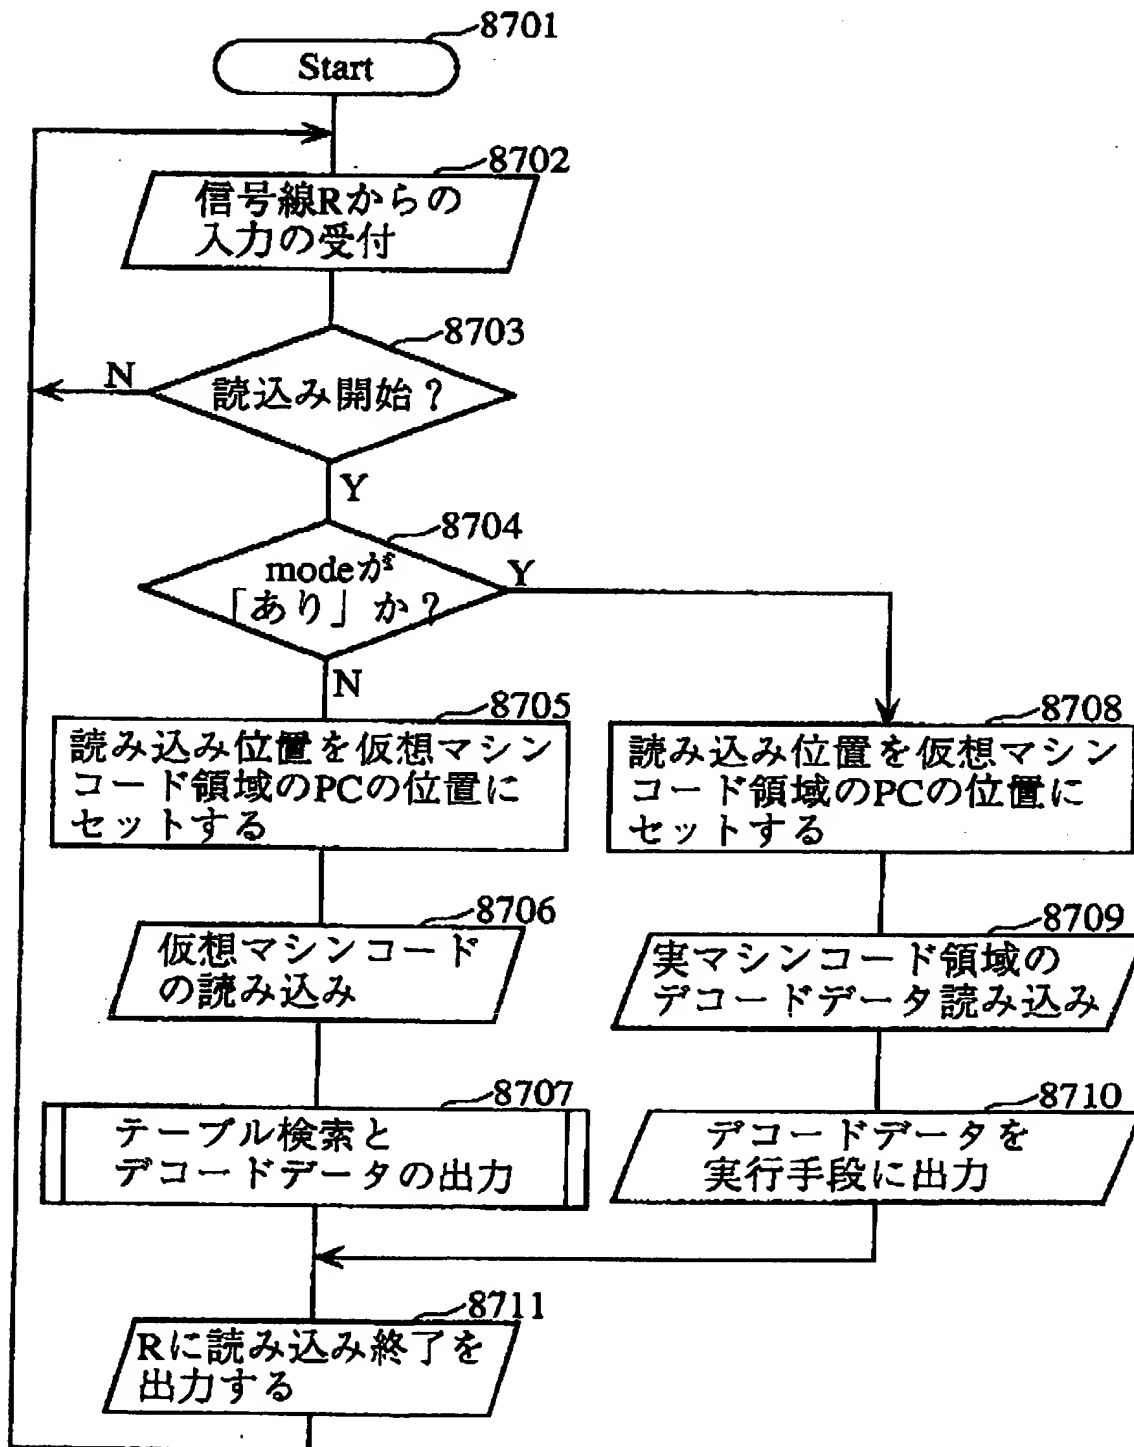 8701
Start
8702
信号線Rからの
入力の受付
8703
読込み開始？
N
Y
8704
modeが
「あり」か？
Y
N
8705
読み込み位置を仮想マシン
コード領域のPCの位置に
セットする
8708
読み込み位置を仮想マシン
コード領域のPCの位置に
セットする
8706
仮想マシンコード
の読み込み
8709
実マシンコード領域の
デコードデータ読み込み
8707
テーブル検索と
デコードデータの出力
8710
デコードデータを
実行手段に出力
8711
Rに読み込み終了を
出力する